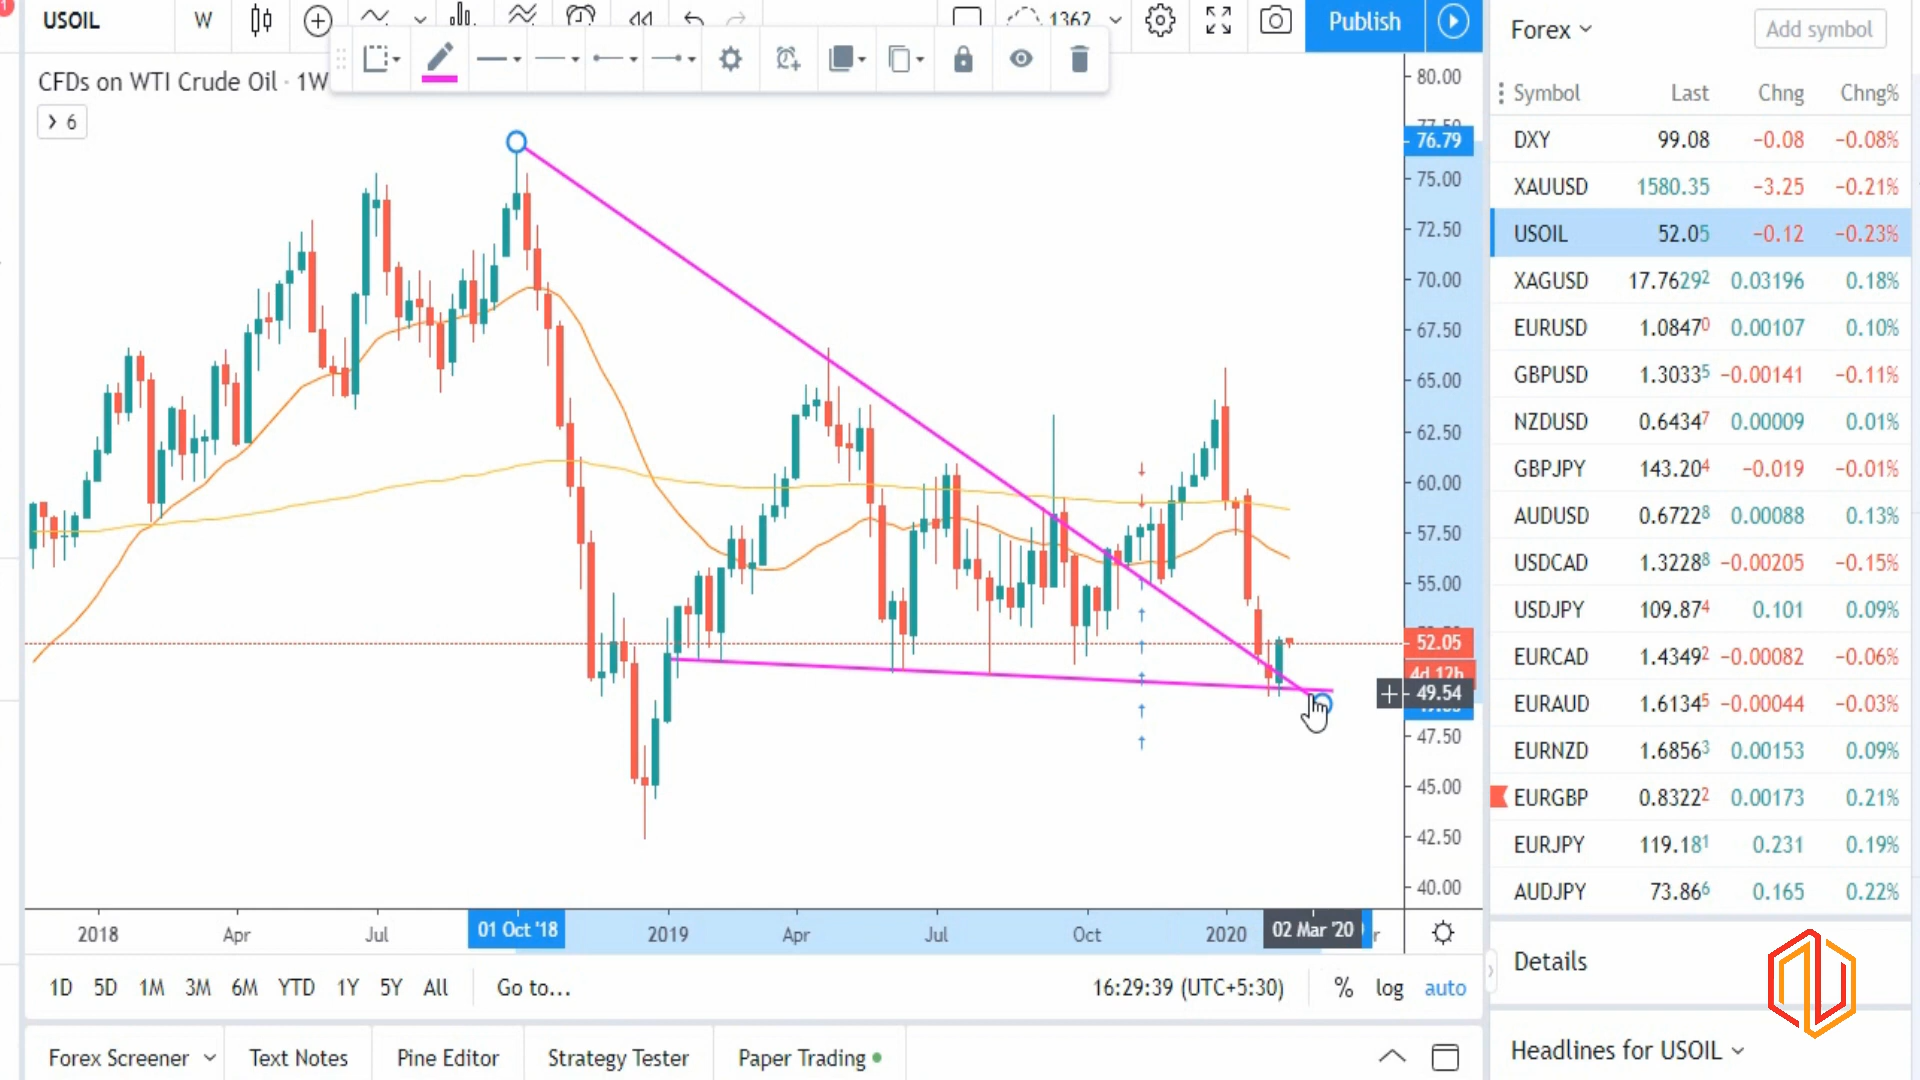 USOIL
W
1362
Publish
CFDs on WTI Crude Oil · 1W
6
80.00
76.79
75.00
72.50
70.00
67.50
65.00
62.50
60.00
57.50
55.00
52.05
4d 12h
49.54
47.50
45.00
42.50
40.00
2018 Apr Jul 01 Oct '18 2019 Apr Jul Oct 2020 02 Mar '20
1D 5D 1M 3M 6M YTD 1Y 5Y All Go to...
16:29:39 (UTC+5:30) % log auto
Forex Screener Text Notes Pine Editor Strategy Tester Paper Trading
Forex Add symbol
Symbol Last Chng Chng%
DXY 99.08 −0.08 −0.08%
XAUUSD 1580.35 −3.25 −0.21%
USOIL 52.05 −0.12 −0.23%
XAGUSD 17.7629² 0.03196 0.18%
EURUSD 1.0847⁰ 0.00107 0.10%
GBPUSD 1.3033⁵ −0.00141 −0.11%
NZDUSD 0.6434⁷ 0.00009 0.01%
GBPJPY 143.20⁴ −0.019 −0.01%
AUDUSD 0.6722⁸ 0.00088 0.13%
USDCAD 1.3228⁸ −0.00205 −0.15%
USDJPY 109.87⁴ 0.101 0.09%
EURCAD 1.4349² −0.00082 −0.06%
EURAUD 1.6134⁵ −0.00044 −0.03%
EURNZD 1.6856³ 0.00153 0.09%
EURGBP 0.8322² 0.00173 0.21%
EURJPY 119.18¹ 0.231 0.19%
AUDJPY 73.86⁶ 0.165 0.22%
Details
Headlines for USOIL